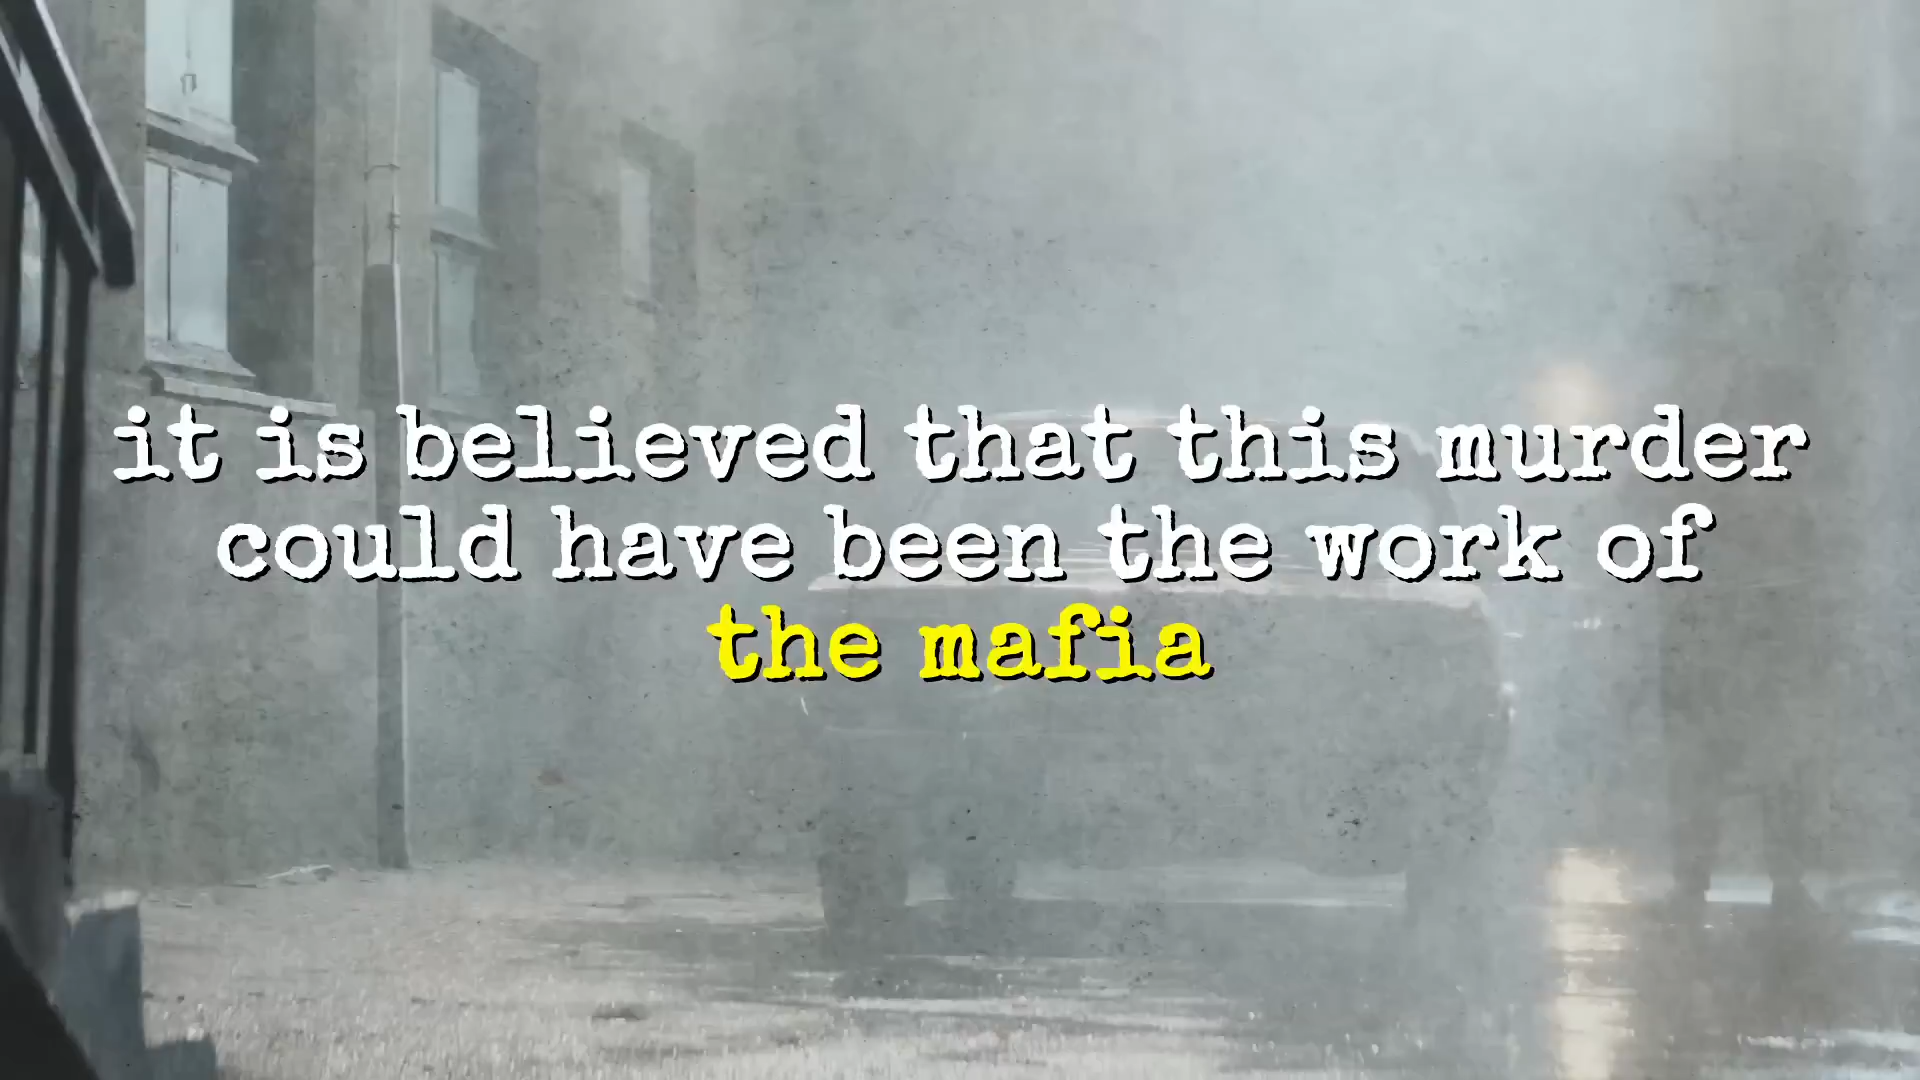 it is believed that this murder
could have been the work of
the mafia